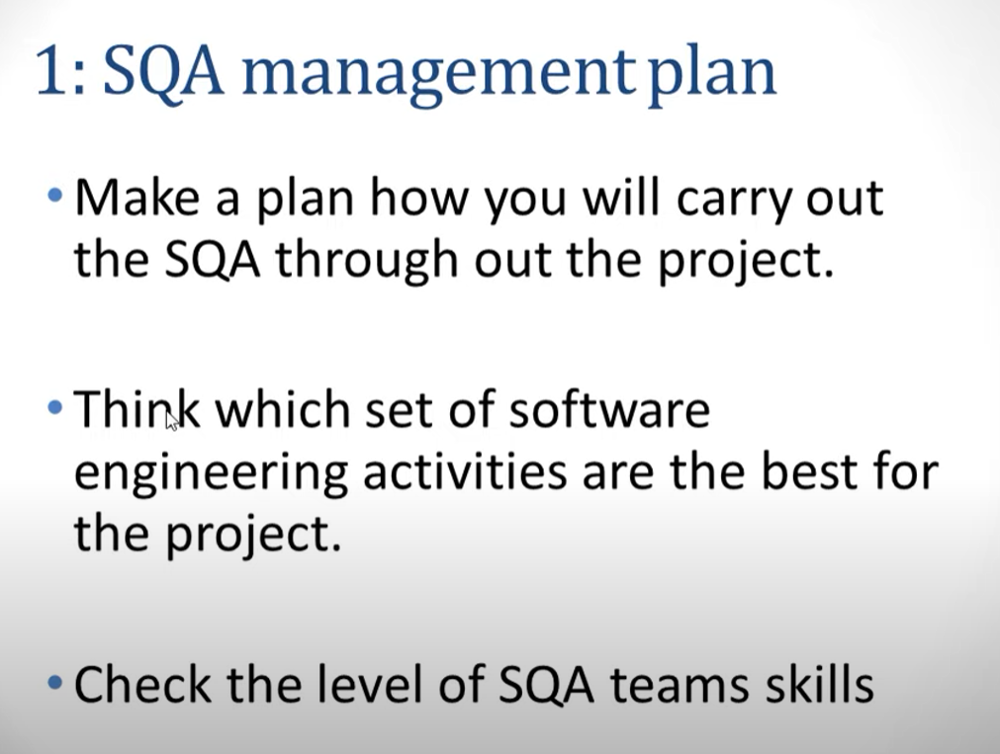 1: SQA management plan
• Make a plan how you will carry out
the SQA through out the project.
• Think which set of software
engineering activities are the best for
the project.
• Check the level of SQA teams skills